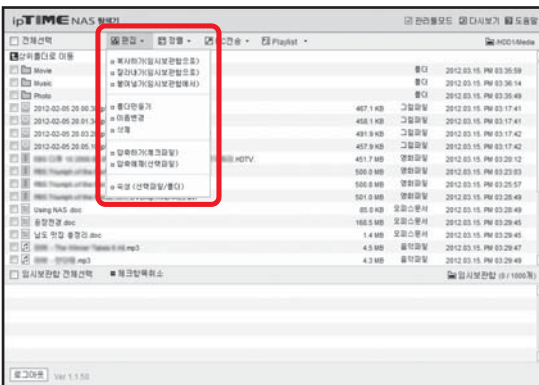 ipTIME NAS 탐색기 관리툴모드 다시보기 도움말
전체선택 편집 정렬 PC전송 Playlist HDD1/Media
상위폴더로 이동
Movie 폴더 2012.03.15. PM 03:35:59
Music 폴더 2012.03.15. PM 03:36:14
Photo 폴더 2012.03.15. PM 03:35:49
복사하기(임시보관함으로)
잘라내기(임시보관함으로)
붙여넣기(임시보관함에서)
폴더만들기
이름변경
삭제
압축하기(체크파일)
압축해제(선택파일)
속성 (선택파일/폴더)
2012-02-05 20.00. 467.1 KB 그림파일 2012.03.15. PM 03:17:41
2012-02-05 20.01. 458.1 KB 그림파일 2012.03.15. PM 03:17:41
2012-02-05 20.03. 491.9 KB 그림파일 2012.03.15. PM 03:17:42
2012-02-05 20.05. 457.9 KB 그림파일 2012.03.15. PM 03:17:42
HDTV. 451.7 MB 영화파일 2012.03.15. PM 03:28:12
500.0 MB 영화파일 2012.03.15. PM 03:23:03
500.0 MB 영화파일 2012.03.15. PM 03:25:57
501.0 MB 영화파일 2012.03.15. PM 03:28:49
Using NAS.doc 85.0 KB 오피스문서 2012.03.15. PM 03:28:49
응장전경.doc 168.5 MB 오피스문서 2012.03.15. PM 03:29:45
남도 맛집 총정리.doc 1.4 MB 오피스문서 2012.03.15. PM 03:29:45
The Winner Takes It All.mp3 4.5 MB 음악파일 2012.03.15. PM 03:29:47
.mp3 4.3 MB 음악파일 2012.03.15. PM 03:29:49
임시보관함 전체선택 체크항목취소 임시보관함 (0 / 1000개)
로그아웃 Ver 1.1.50